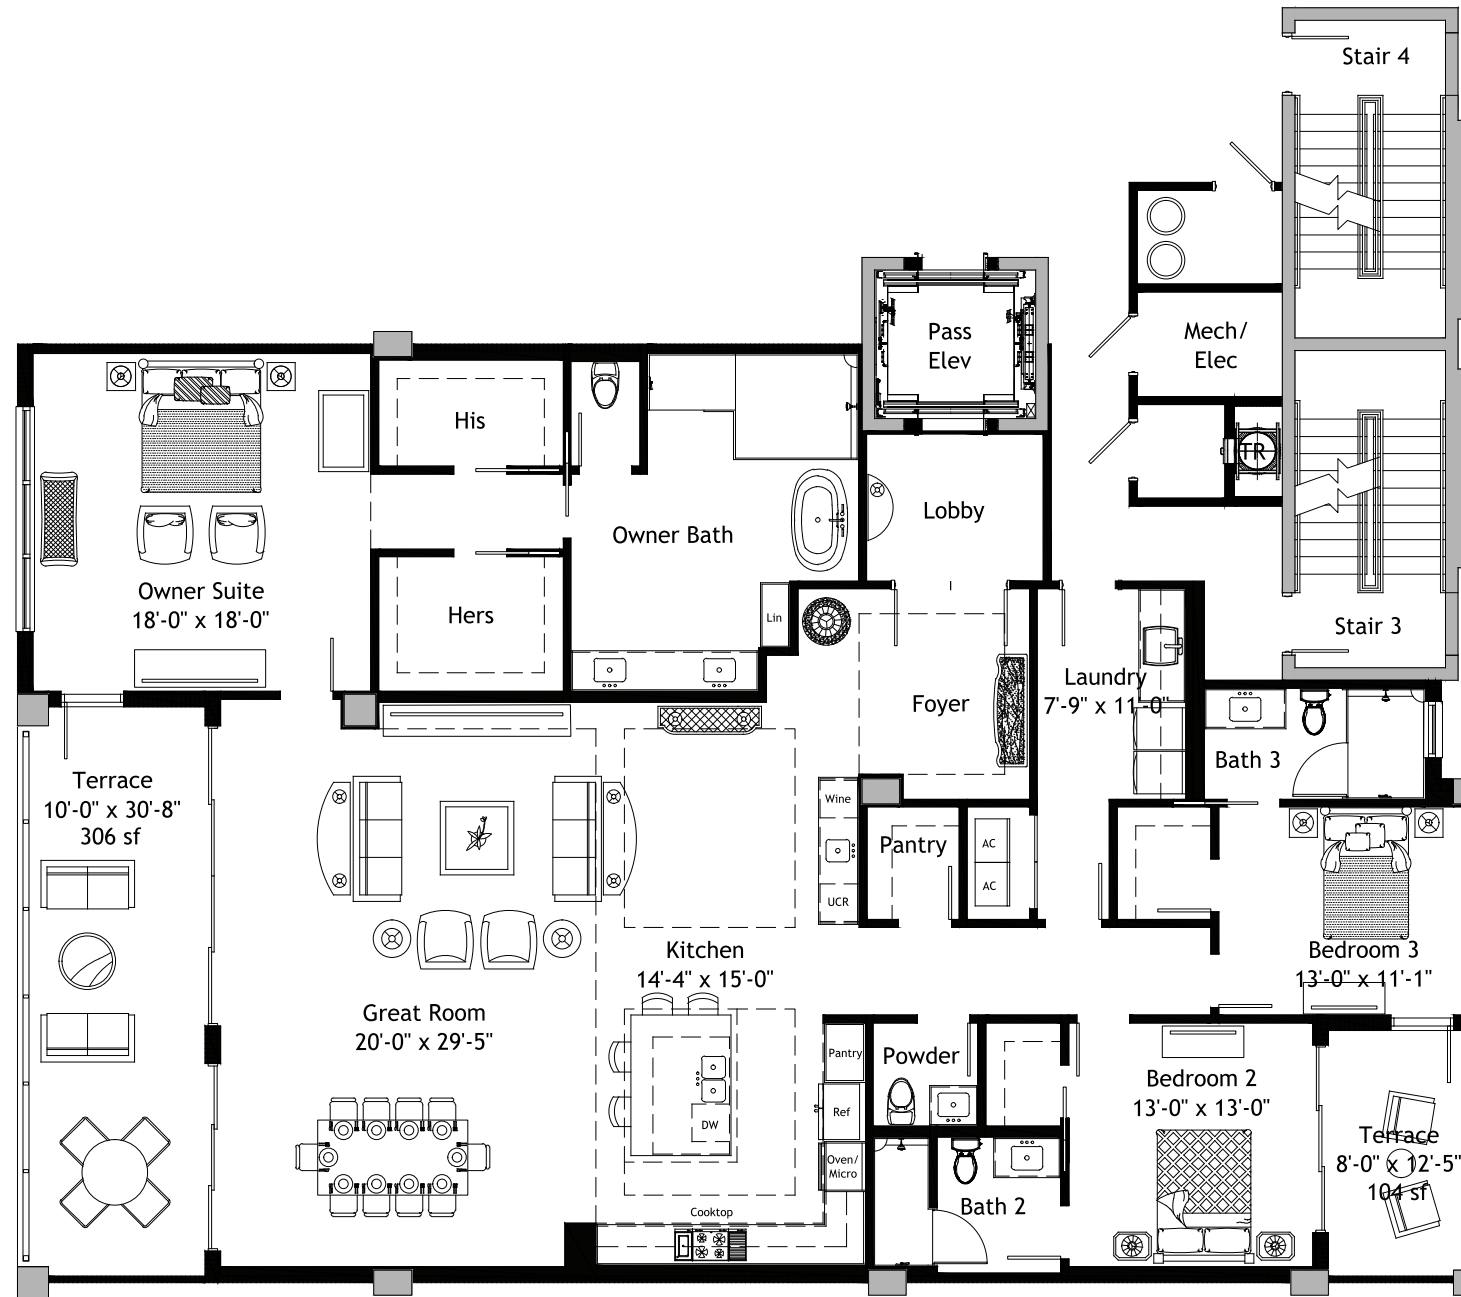 Stair 4
Pass
Elev
Mech/
Elec
His
TR
Lobby
Owner Bath
Owner Suite
18'-0" x 18'-0"
Hers
Lin
Stair 3
Laundry
7'-9" x 11'-0"
Foyer
Bath 3
Terrace
10'-0" x 30'-8"
306 sf
Wine
Pantry
AC
AC
UCR
Kitchen
14'-4" x 15'-0"
Bedroom 3
13'-0" x 11'-1"
Great Room
20'-0" x 29'-5"
Pantry
Powder
Bedroom 2
13'-0" x 13'-0"
Ref
DW
Terrace
8'-0" x 12'-5"
104 sf
Oven/
Micro
Bath 2
Cooktop